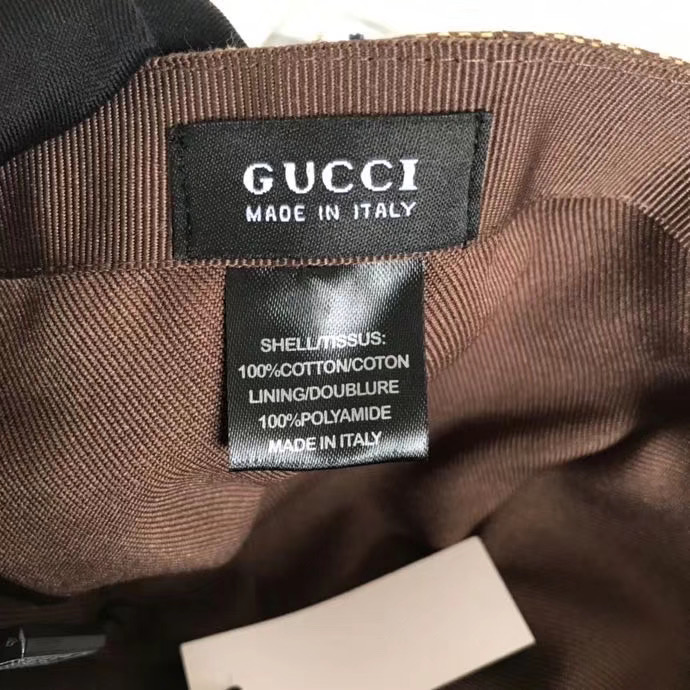 GUCCI
MADE IN ITALY
SHELL/TISSUS:
100%COTTON/COTON
LINING/DOUBLURE
100%POLYAMIDE
MADE IN ITALY